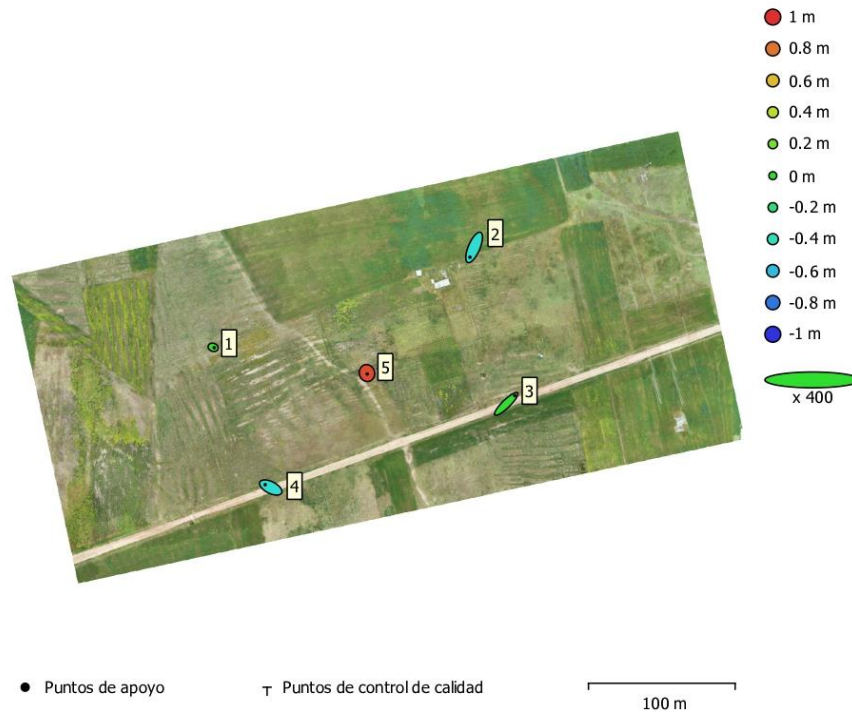 1 m
0.8 m
0.6 m
0.4 m
0.2 m
0 m
-0.2 m
-0.4 m
-0.6 m
-0.8 m
-1 m
x 400
2
1
5
3
4
Puntos de apoyo
Puntos de control de calidad
100 m